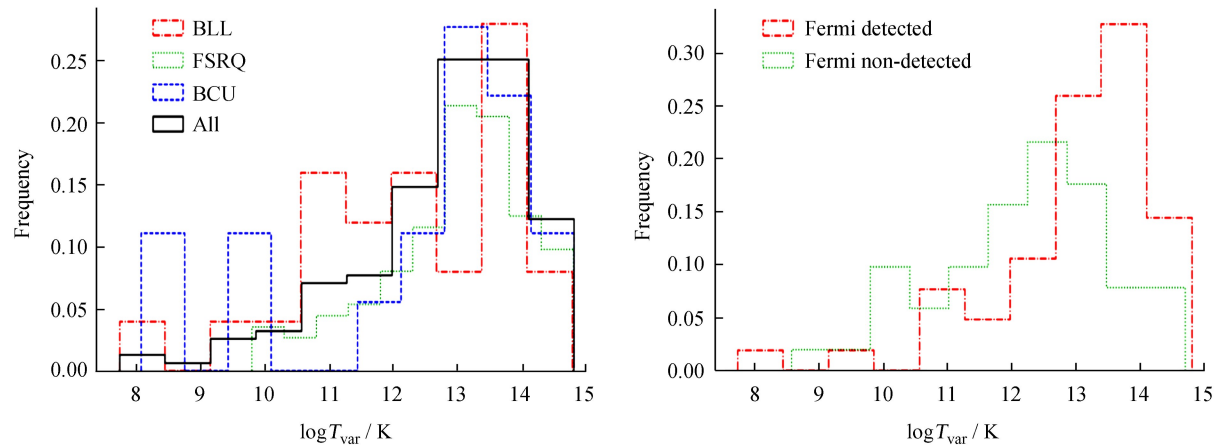 BLL
FSRQ
BCU
All
0.25
0.20
0.15
0.10
0.05
0.00
Frequency
8 9 10 11 12 13 14 15
log Tvar / K
Fermi detected
Fermi non-detected
0.30
0.25
0.20
0.15
0.10
0.05
0.00
Frequency
8 9 10 11 12 13 14 15
log Tvar / K